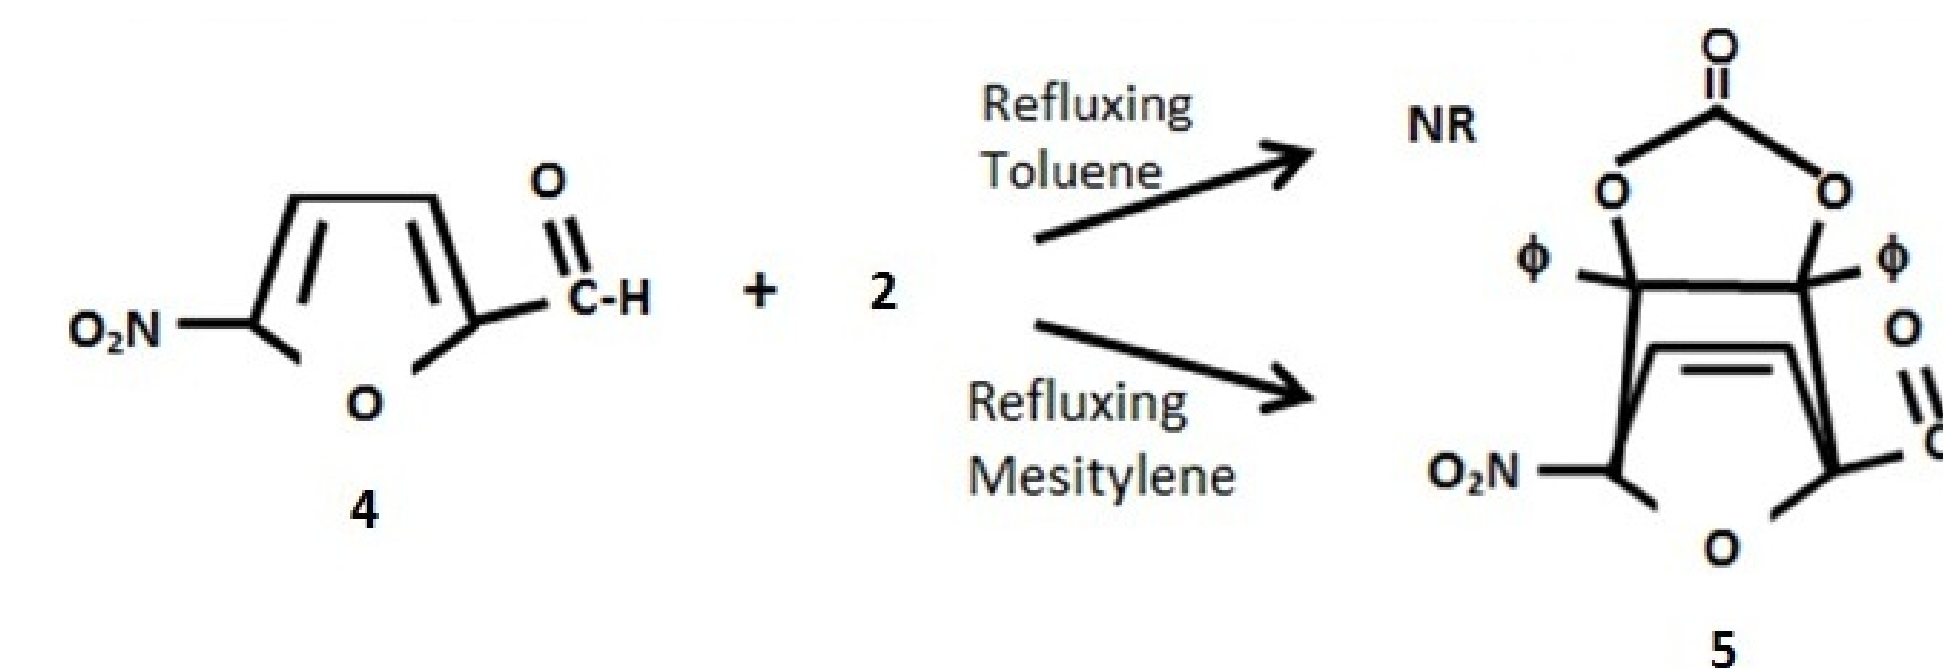 O
C-H
O₂N
O
4
+
2
Refluxing
Toluene
Refluxing
Mesitylene
NR
O
O
O
Φ
Φ
O
O₂N
O
5